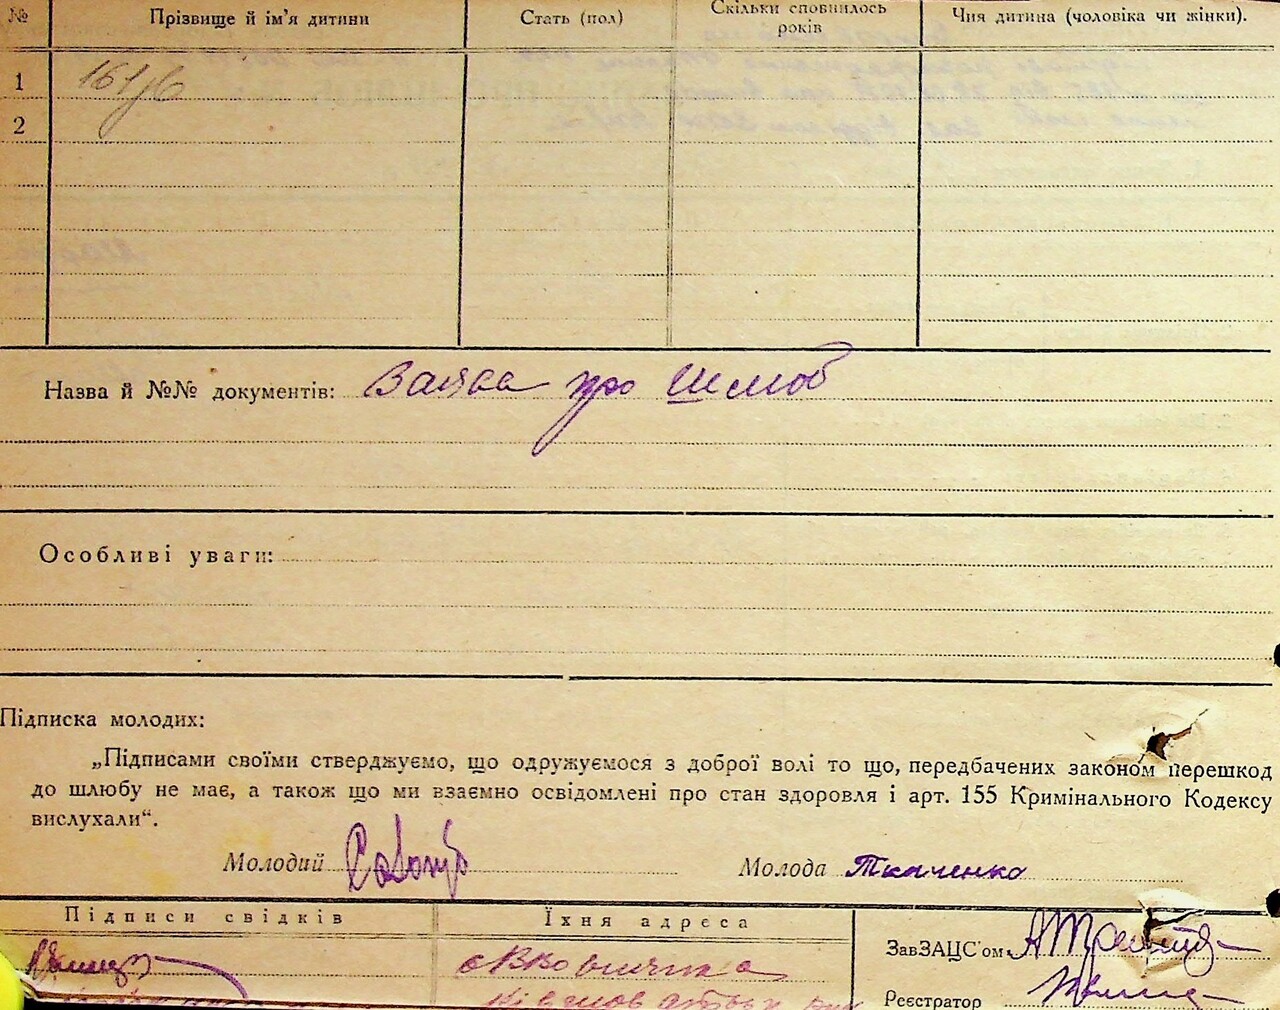 № Прізвище й ім’я дитини Стать (пол) Скільки сповнилось років Чия дитина (чоловіка чи жінки).
1
2
Назва й №№ документів: Заява про шлюб
Особливі уваги:
Підписка молодих:
„Підписами своїми стверджуємо, що одружуємося з доброї волі то що, передбачених законом перешкод
до шлюбу не має, а також що ми взаємно освідомлені про стан здоровля і арт. 155 Кримінального Кодексу
вислухали“.
Молодий Молода Ткаченко
Підписи свідків Їхня адреса
ЗавЗАЦС'ом
Реєстратор